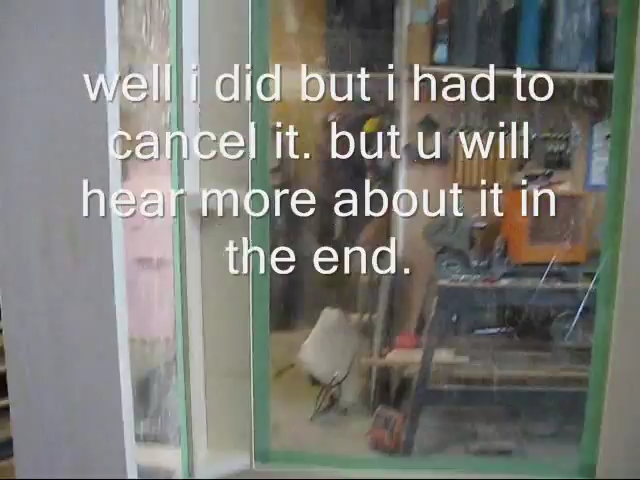 well i did but i had to
cancel it. but u will
hear more about it in
the end.